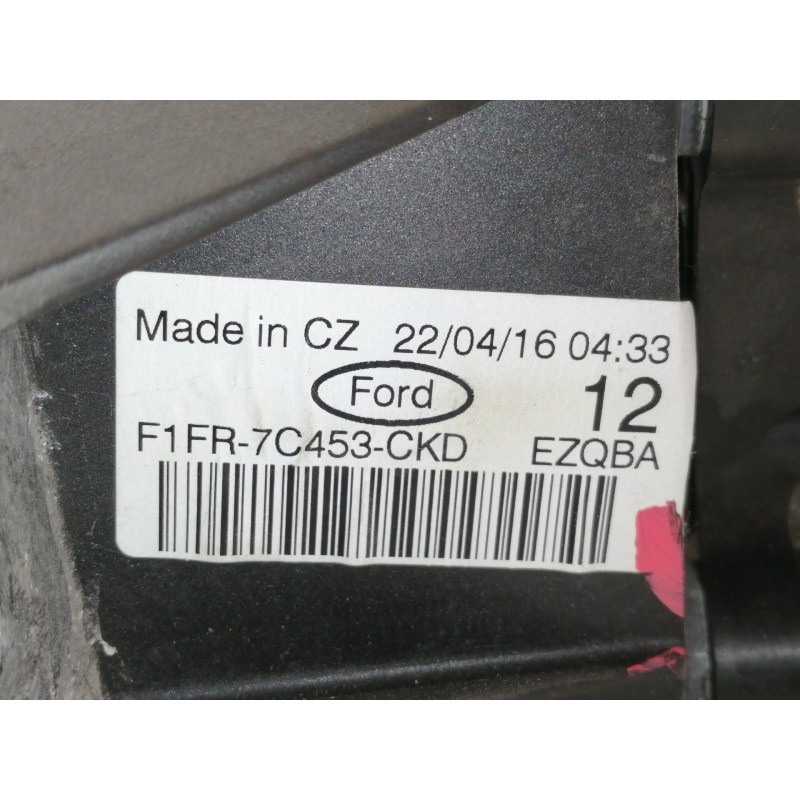 Made in CZ 22/04/16 04:33
Ford 12
F1FR-7C453-CKD EZQBA